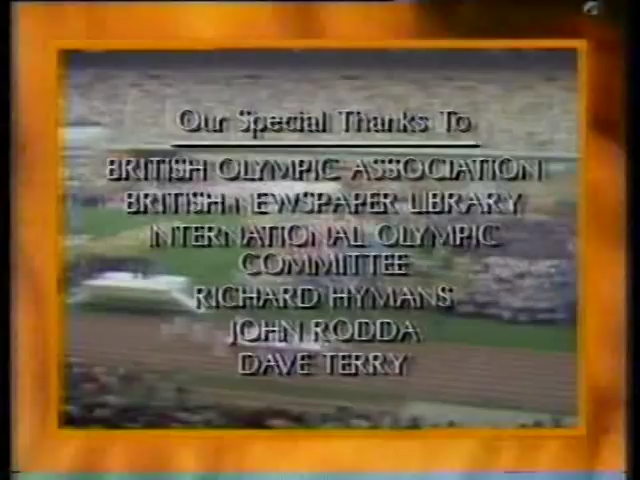 Our Special Thanks To
BRITISH OLYMPIC ASSOCIATION
BRITISH NEWSPAPER LIBRARY
INTERNATIONAL OLYMPIC
COMMITTEE
RICHARD HYMANS
JOHN RODDA
DAVE TERRY